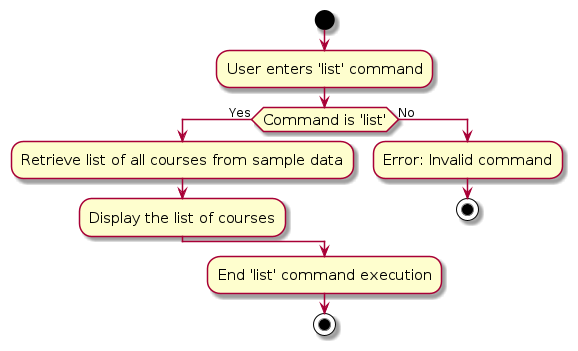 User enters 'list' command
Yes
Command is 'list'
No
Retrieve list of all courses from sample data
Error: Invalid command
Display the list of courses
End 'list' command execution